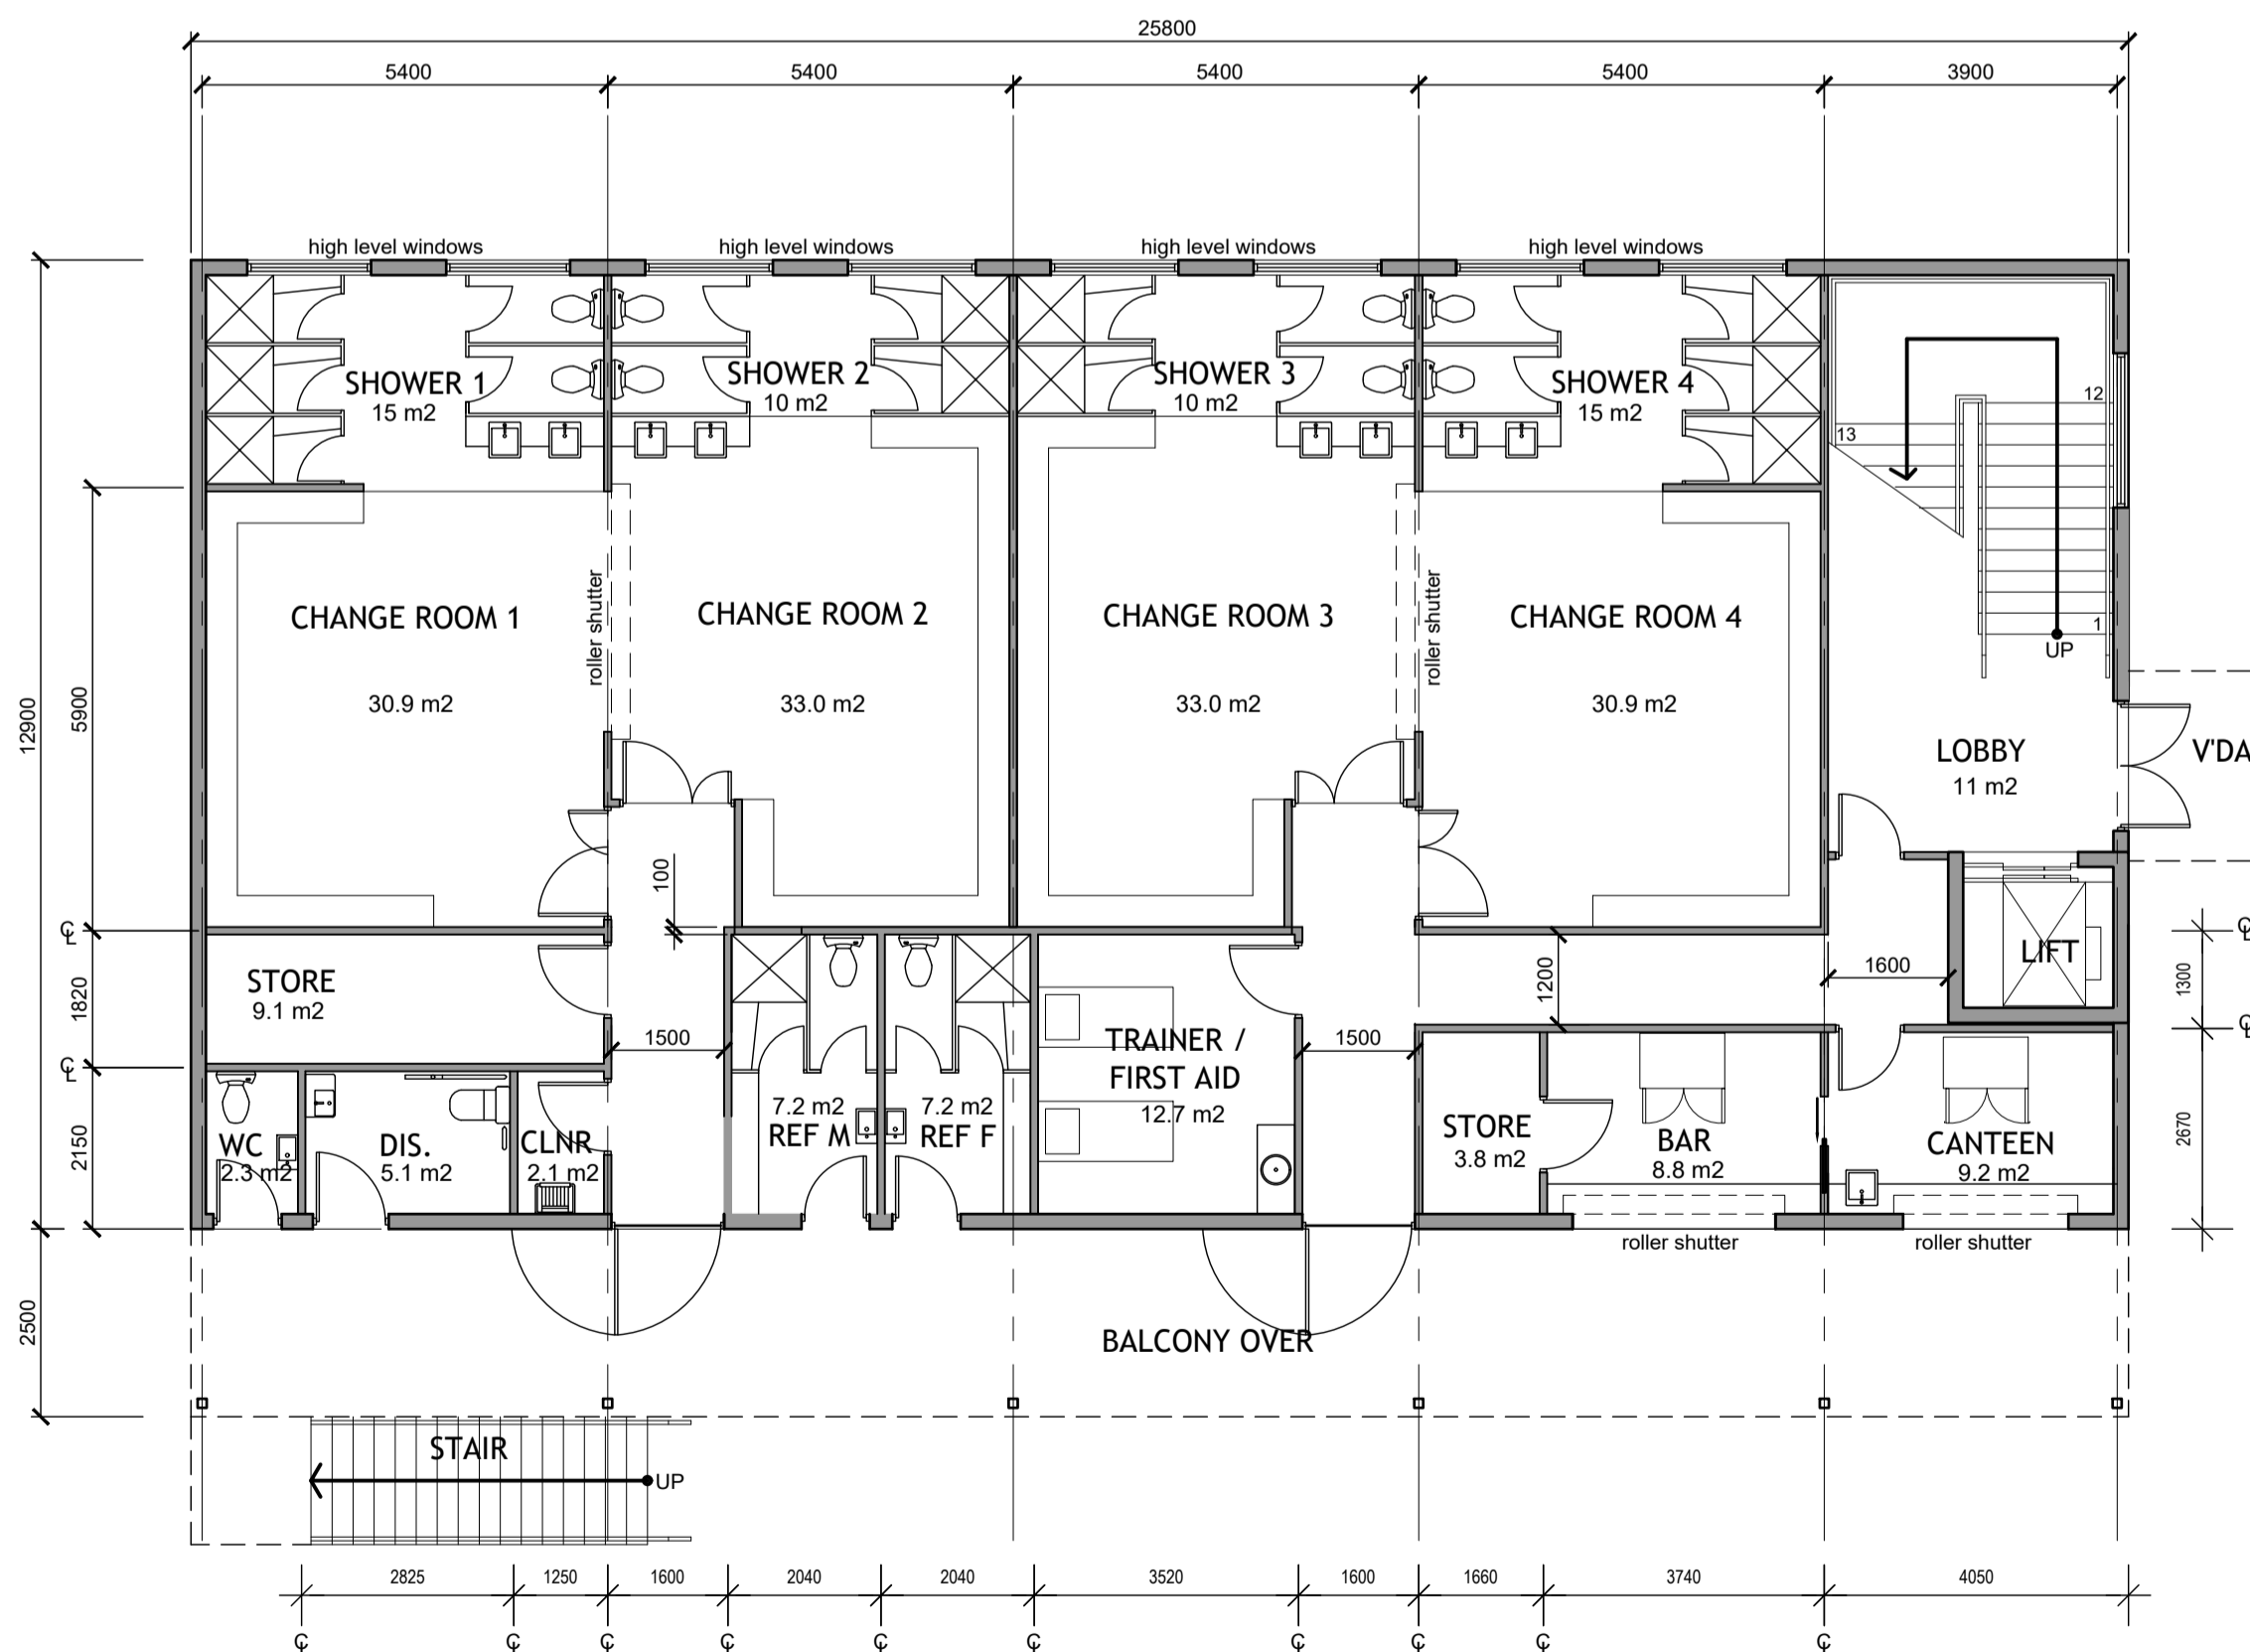 25800
5400
5400
5400
5400
3900
high level windows
high level windows
high level windows
high level windows
SHOWER 1
15 m2
SHOWER 2
10 m2
SHOWER 3
10 m2
SHOWER 4
15 m2
12
13
1
UP
CHANGE ROOM 1
30.9 m2
roller shutter
CHANGE ROOM 2
33.0 m2
CHANGE ROOM 3
33.0 m2
roller shutter
CHANGE ROOM 4
30.9 m2
LOBBY
11 m2
V'DA
12900
5900
1820
2150
2500
100
STORE
9.1 m2
1500
1200
1600
LIFT
1300
2670
TRAINER /
FIRST AID
12.7 m2
1500
WC
2.3 m2
DIS.
5.1 m2
CLNR
2.1 m2
7.2 m2
REF M
7.2 m2
REF F
STORE
3.8 m2
BAR
8.8 m2
CANTEEN
9.2 m2
roller shutter
roller shutter
BALCONY OVER
STAIR
UP
2825
1250
1600
2040
2040
3520
1600
1660
3740
4050